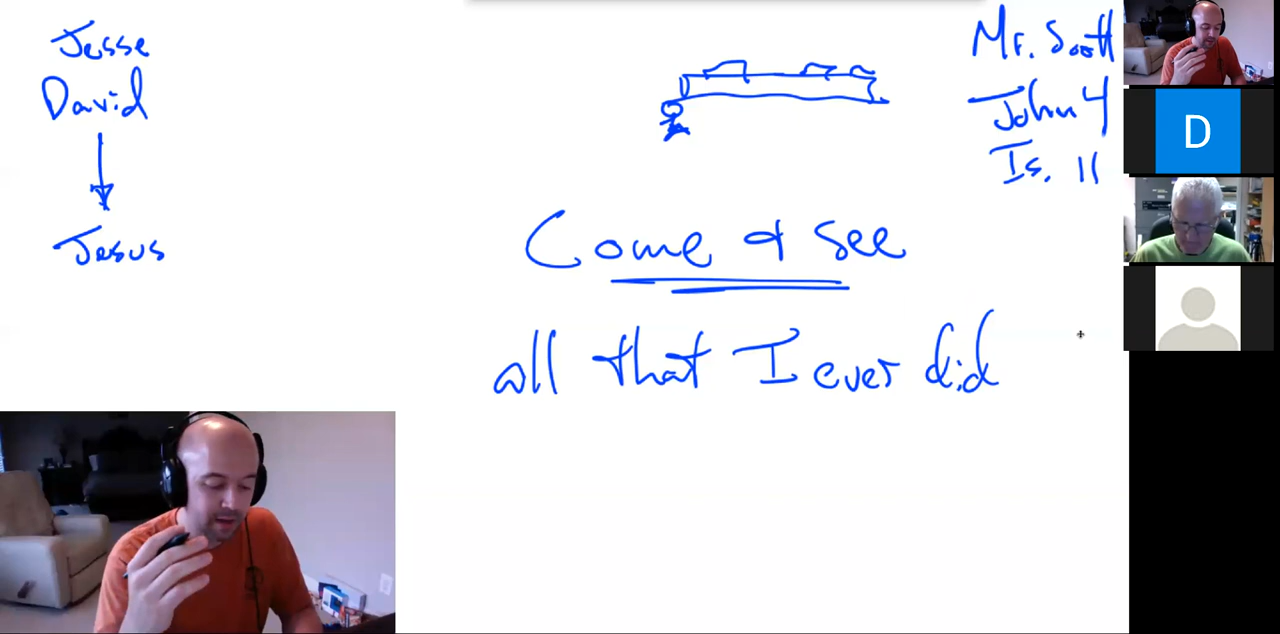 Jesse
David
Jesus
Mr. Scott
John 4
Is. 11
Come & see
all that I ever did
D